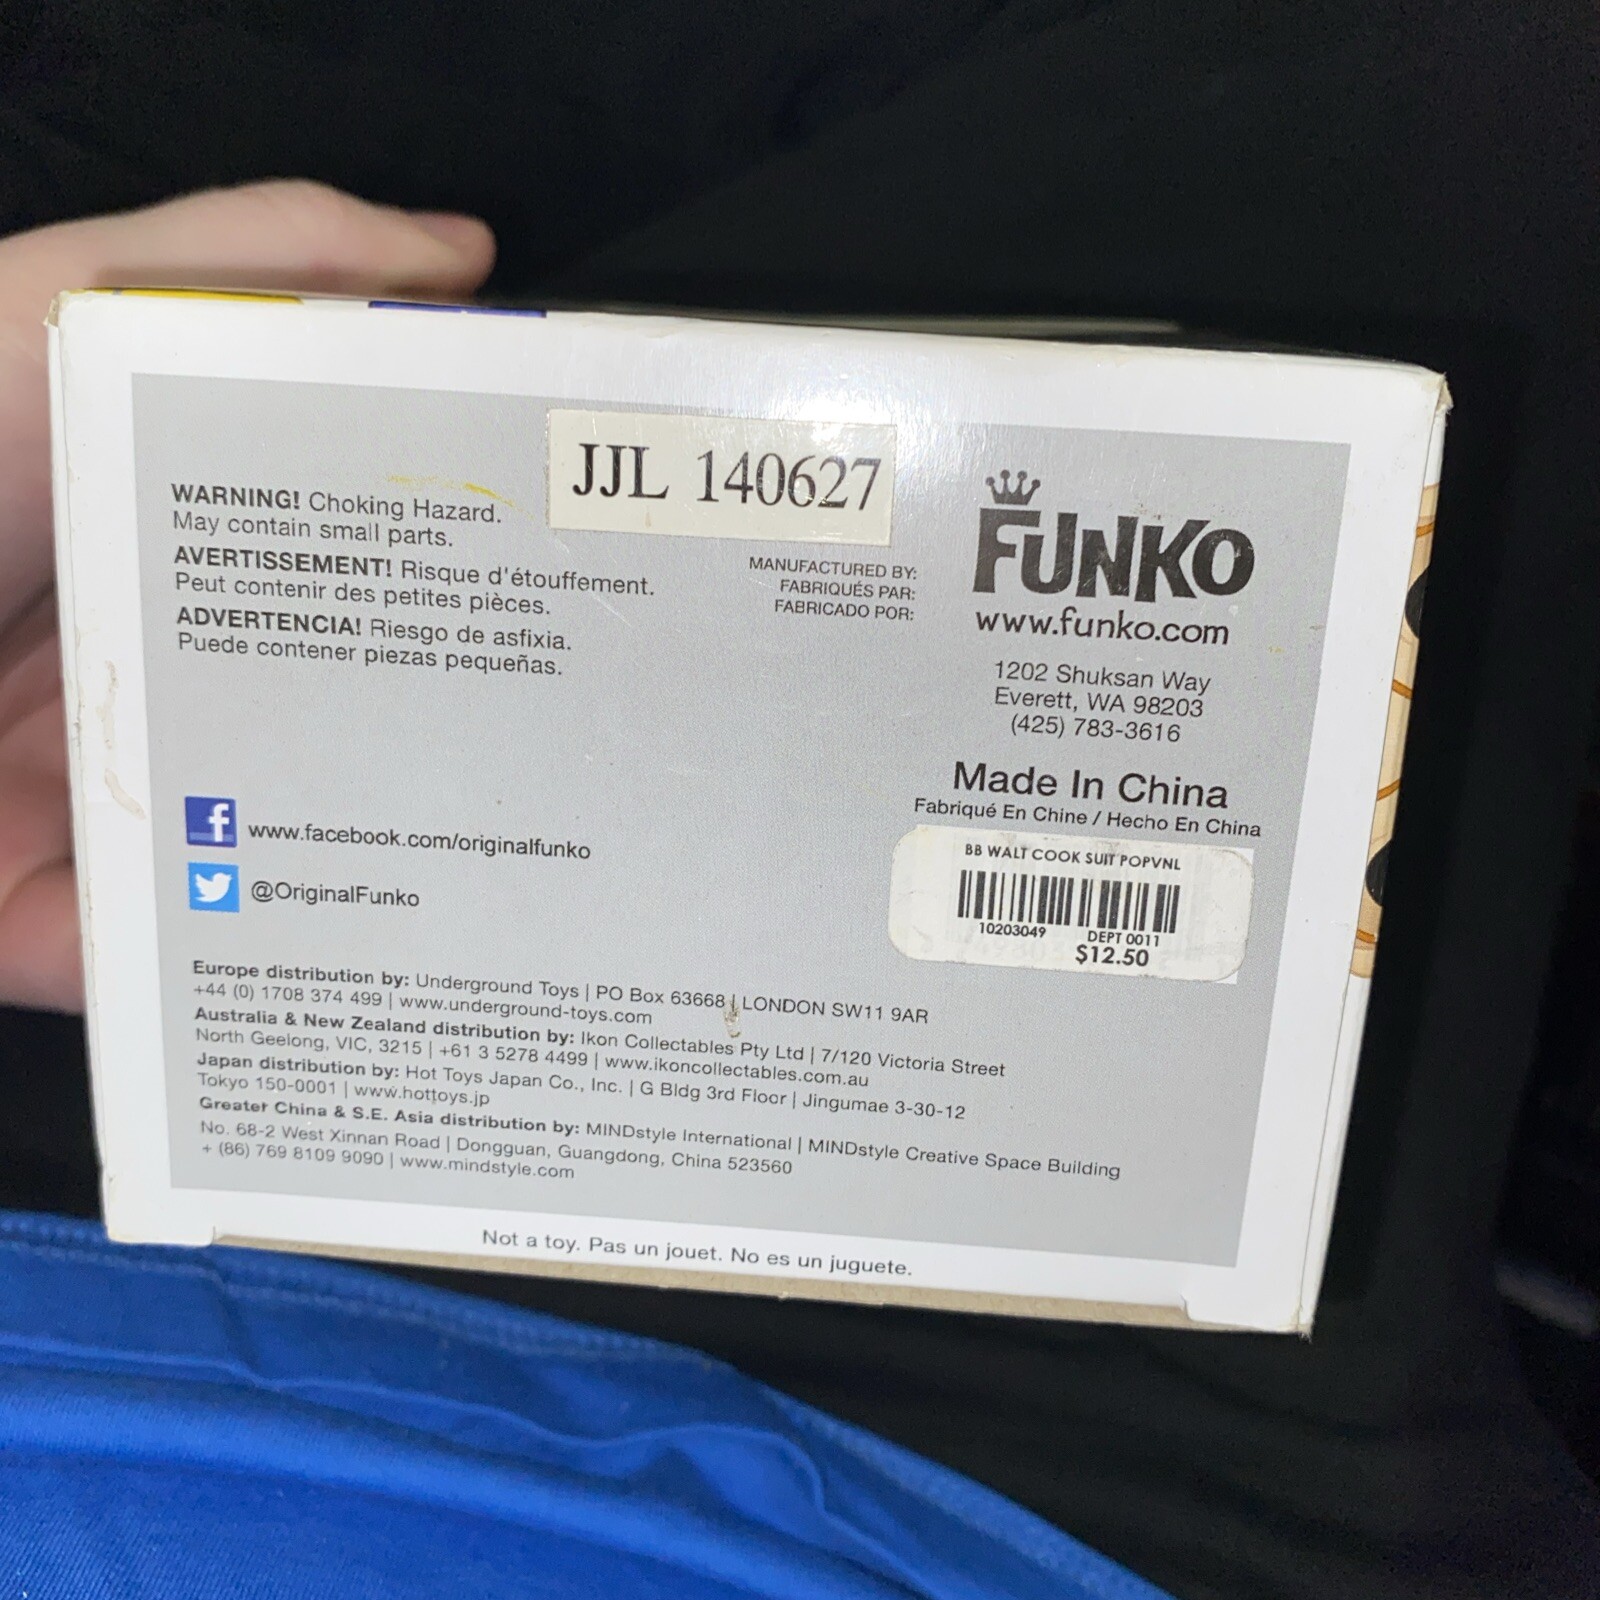 JJL 140627
WARNING! Choking Hazard.
May contain small parts.
AVERTISSEMENT! Risque d'étouffement.
Peut contenir des petites pièces.
ADVERTENCIA! Riesgo de asfixia.
Puede contener piezas pequeñas.
MANUFACTURED BY:
FABRIQUÉS PAR:
FABRICADO POR:
FUNKO
www.funko.com
1202 Shuksan Way
Everett, WA 98203
(425) 783-3616
Made In China
Fabriqué En Chine / Hecho En China
BB WALT COOK SUIT POPVNL
10203049 DEPT 0011
$12.50
f www.facebook.com/originalfunko
@OriginalFunko
Europe distribution by: Underground Toys | PO Box 63668 | LONDON SW11 9AR
+44 (0) 1708 374 499 | www.underground-toys.com
Australia & New Zealand distribution by: Ikon Collectables Pty Ltd | 7/120 Victoria Street
North Geelong, VIC, 3215 | +61 3 5278 4499 | www.ikoncollectables.com.au
Japan distribution by: Hot Toys Japan Co., Inc. | G Bldg 3rd Floor | Jingumae 3-30-12
Tokyo 150-0001 | www.hottoys.jp
Greater China & S.E. Asia distribution by: MINDstyle International | MINDstyle Creative Space Building
No. 68-2 West Xinnan Road | Dongguan, Guangdong, China 523560
+ (86) 769 8109 9090 | www.mindstyle.com
Not a toy. Pas un jouet. No es un juguete.